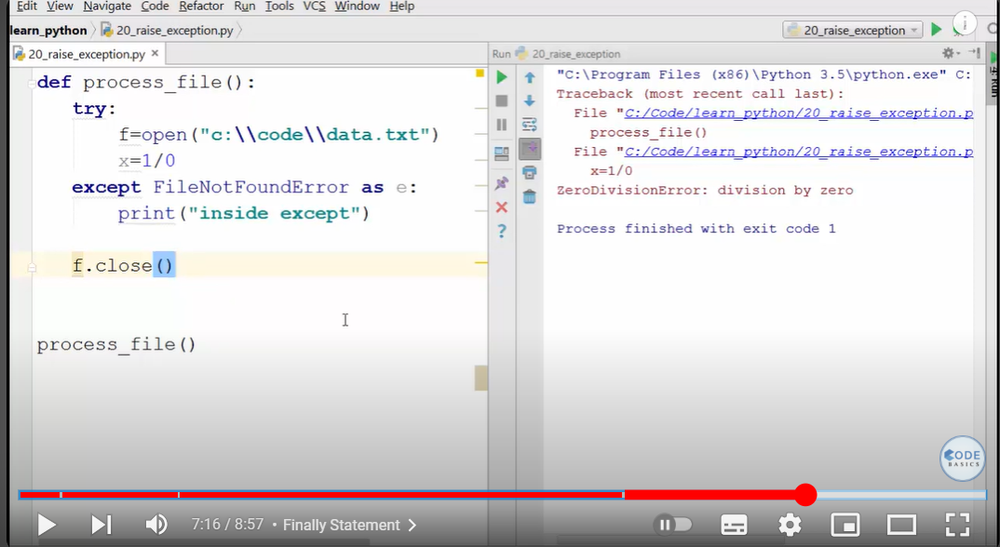 Edit View Navigate Code Refactor Run Tools VCS Window Help
learn_python 20_raise_exception.py 20_raise_exception
20_raise_exception.py Run 20_raise_exception
def process_file():
try:
f=open("c:\\code\\data.txt")
x=1/0
except FileNotFoundError as e:
print("inside except")
f.close()
process_file()
"C:\Program Files (x86)\Python 3.5\python.exe" C:
Traceback (most recent call last):
File "C:/Code/learn_python/20_raise_exception.p
process_file()
File "C:/Code/learn_python/20_raise_exception.p
x=1/0
ZeroDivisionError: division by zero
Process finished with exit code 1
CODE
BASICS
7:16 / 8:57 • Finally Statement